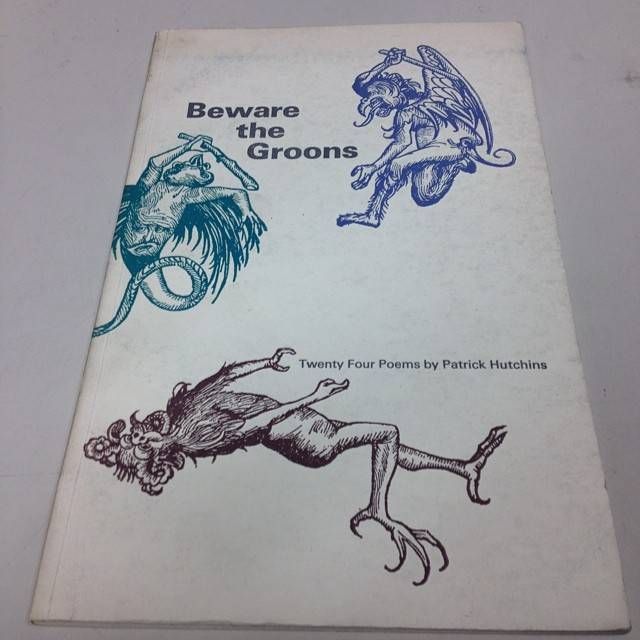 Beware
the
Groons
Twenty Four Poems by Patrick Hutchins